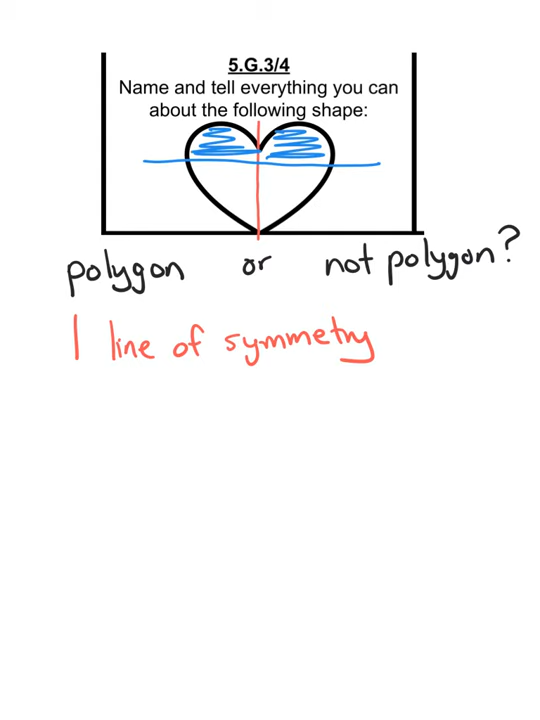 5.G.3/4
Name and tell everything you can
about the following shape:
polygon or not polygon?
1 line of symmetry